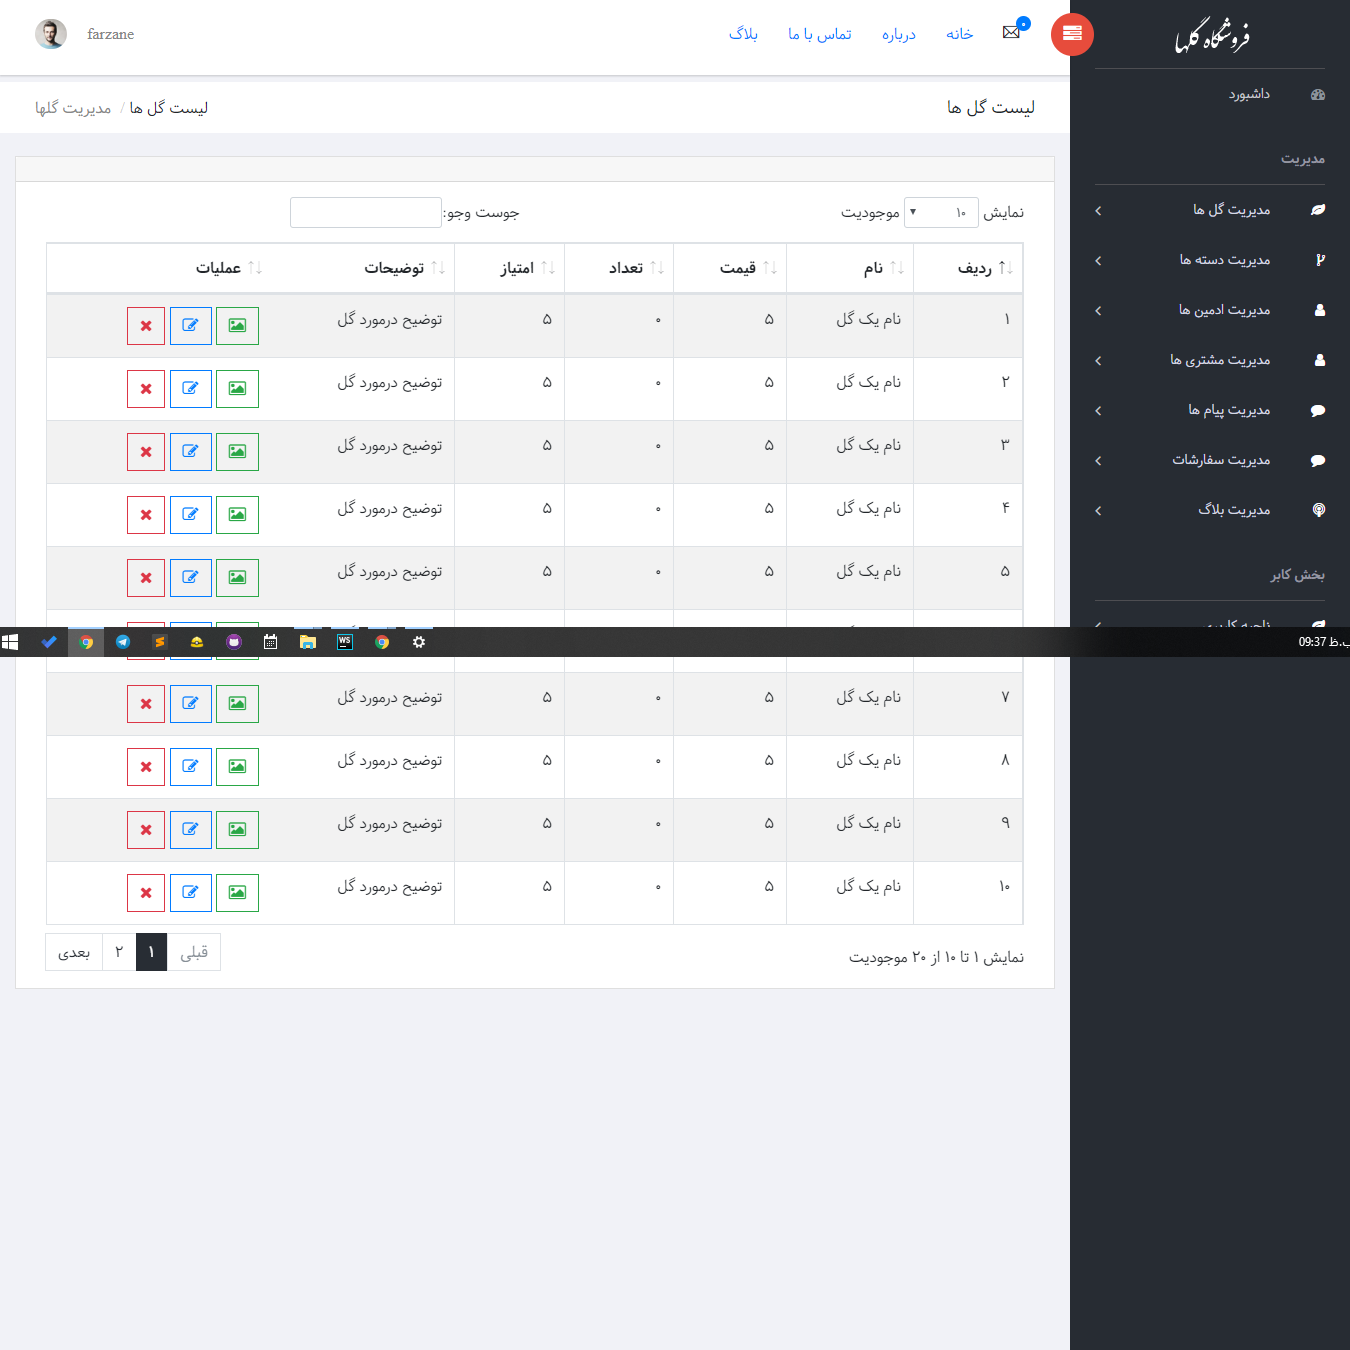 فروشگاه گلها
۰
خانه
درباره
تماس با ما
بلاگ
farzane
لیست گل ها
لیست گل ها / مدیریت گلها
داشبورد
مدیریت
مدیریت گل ها
مدیریت دسته ها
مدیریت ادمین ها
مدیریت مشتری ها
مدیریت پیام ها
مدیریت سفارشات
مدیریت بلاگ
بخش کابر
ناحیه کاربری
نمایش ۱۰ موجودیت
جوست وجو:
ردیف نام قیمت تعداد امتیاز توضیحات عملیات
۱ نام یک گل ۵ ۰ ۵ توضیح درمورد گل
۲ نام یک گل ۵ ۰ ۵ توضیح درمورد گل
۳ نام یک گل ۵ ۰ ۵ توضیح درمورد گل
۴ نام یک گل ۵ ۰ ۵ توضیح درمورد گل
۵ نام یک گل ۵ ۰ ۵ توضیح درمورد گل
WS
09:37 ب.ظ
۷ نام یک گل ۵ ۰ ۵ توضیح درمورد گل
۸ نام یک گل ۵ ۰ ۵ توضیح درمورد گل
۹ نام یک گل ۵ ۰ ۵ توضیح درمورد گل
۱۰ نام یک گل ۵ ۰ ۵ توضیح درمورد گل
نمایش ۱ تا ۱۰ از ۲۰ موجودیت
قبلی ۱ ۲ بعدی